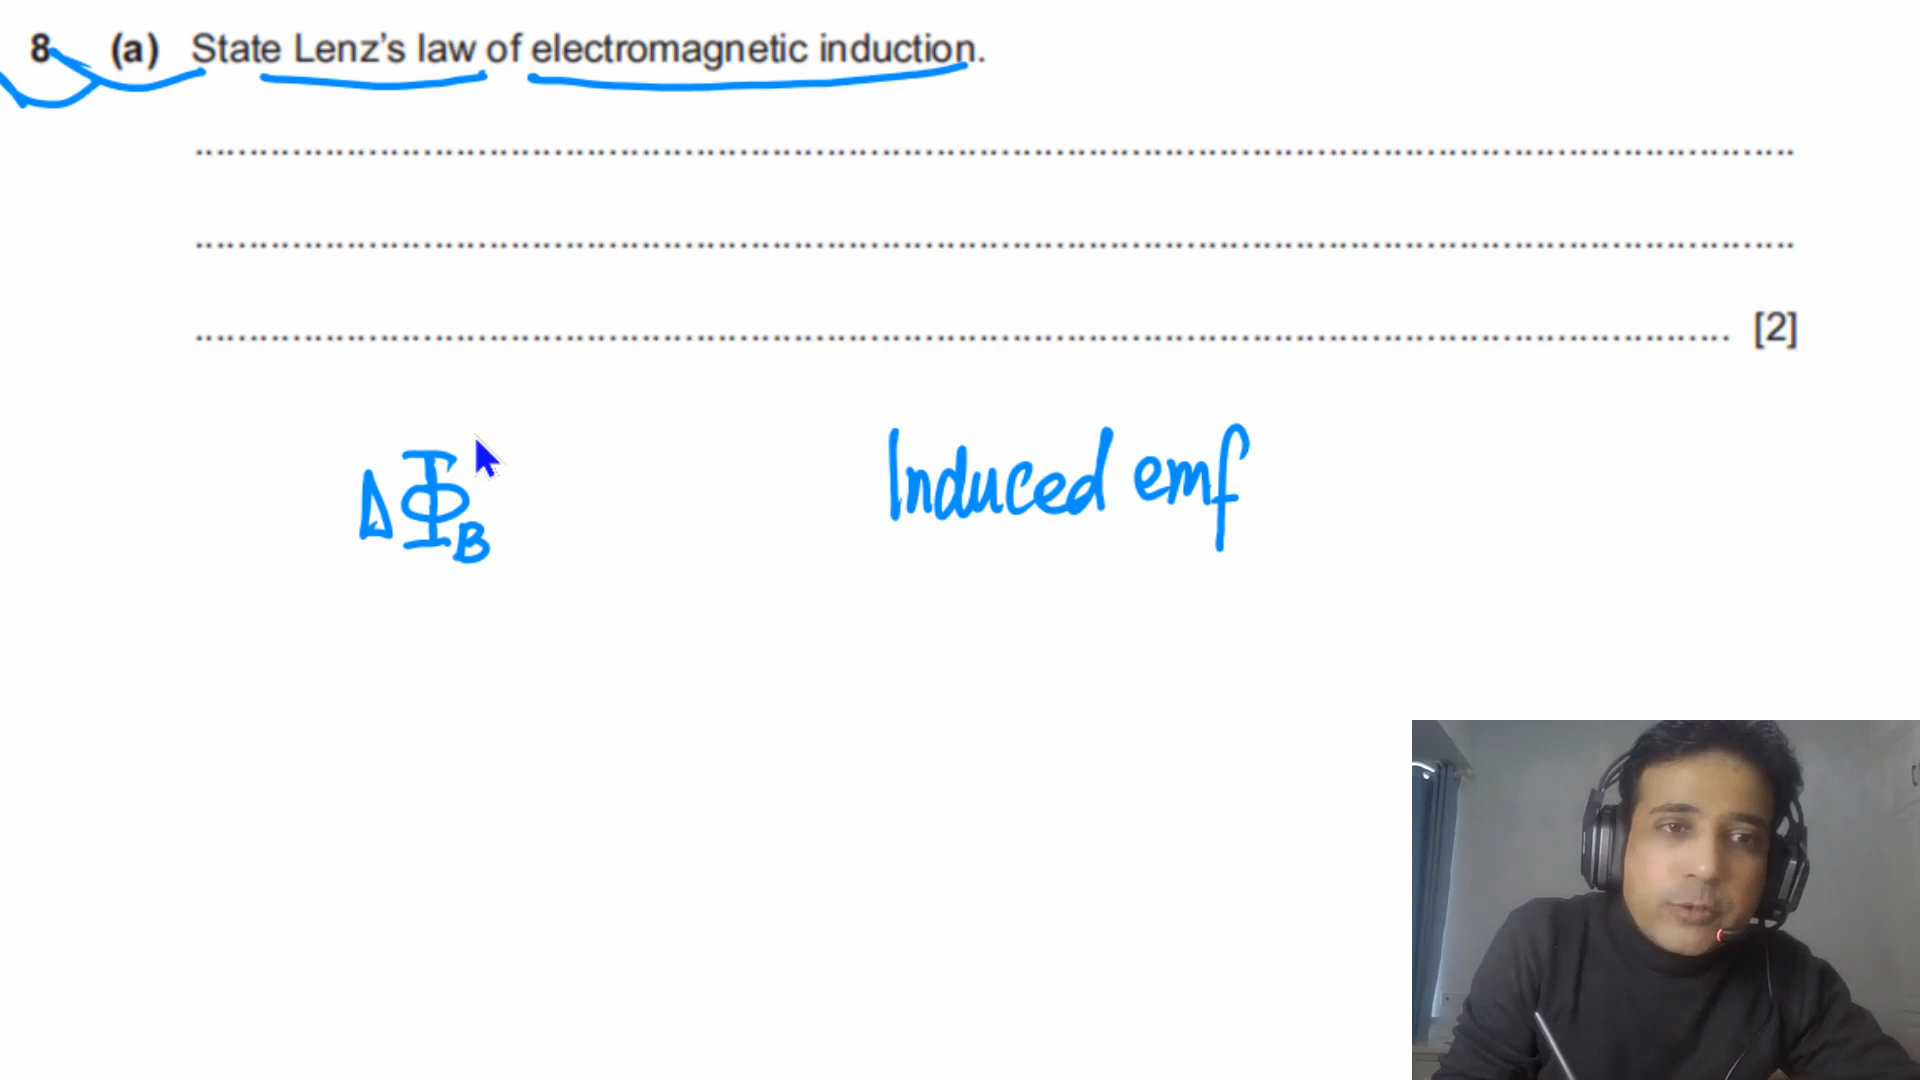 8 (a) State Lenz's law of electromagnetic induction.
[2]
ΔΦB Induced emf